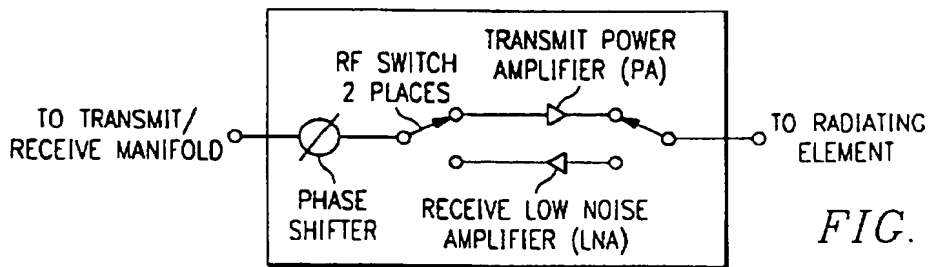 TO TRANSMIT/
RECEIVE MANIFOLD
RF SWITCH
2 PLACES
TRANSMIT POWER
AMPLIFIER (PA)
PHASE
SHIFTER
RECEIVE LOW NOISE
AMPLIFIER (LNA)
TO RADIATING
ELEMENT
FIG.